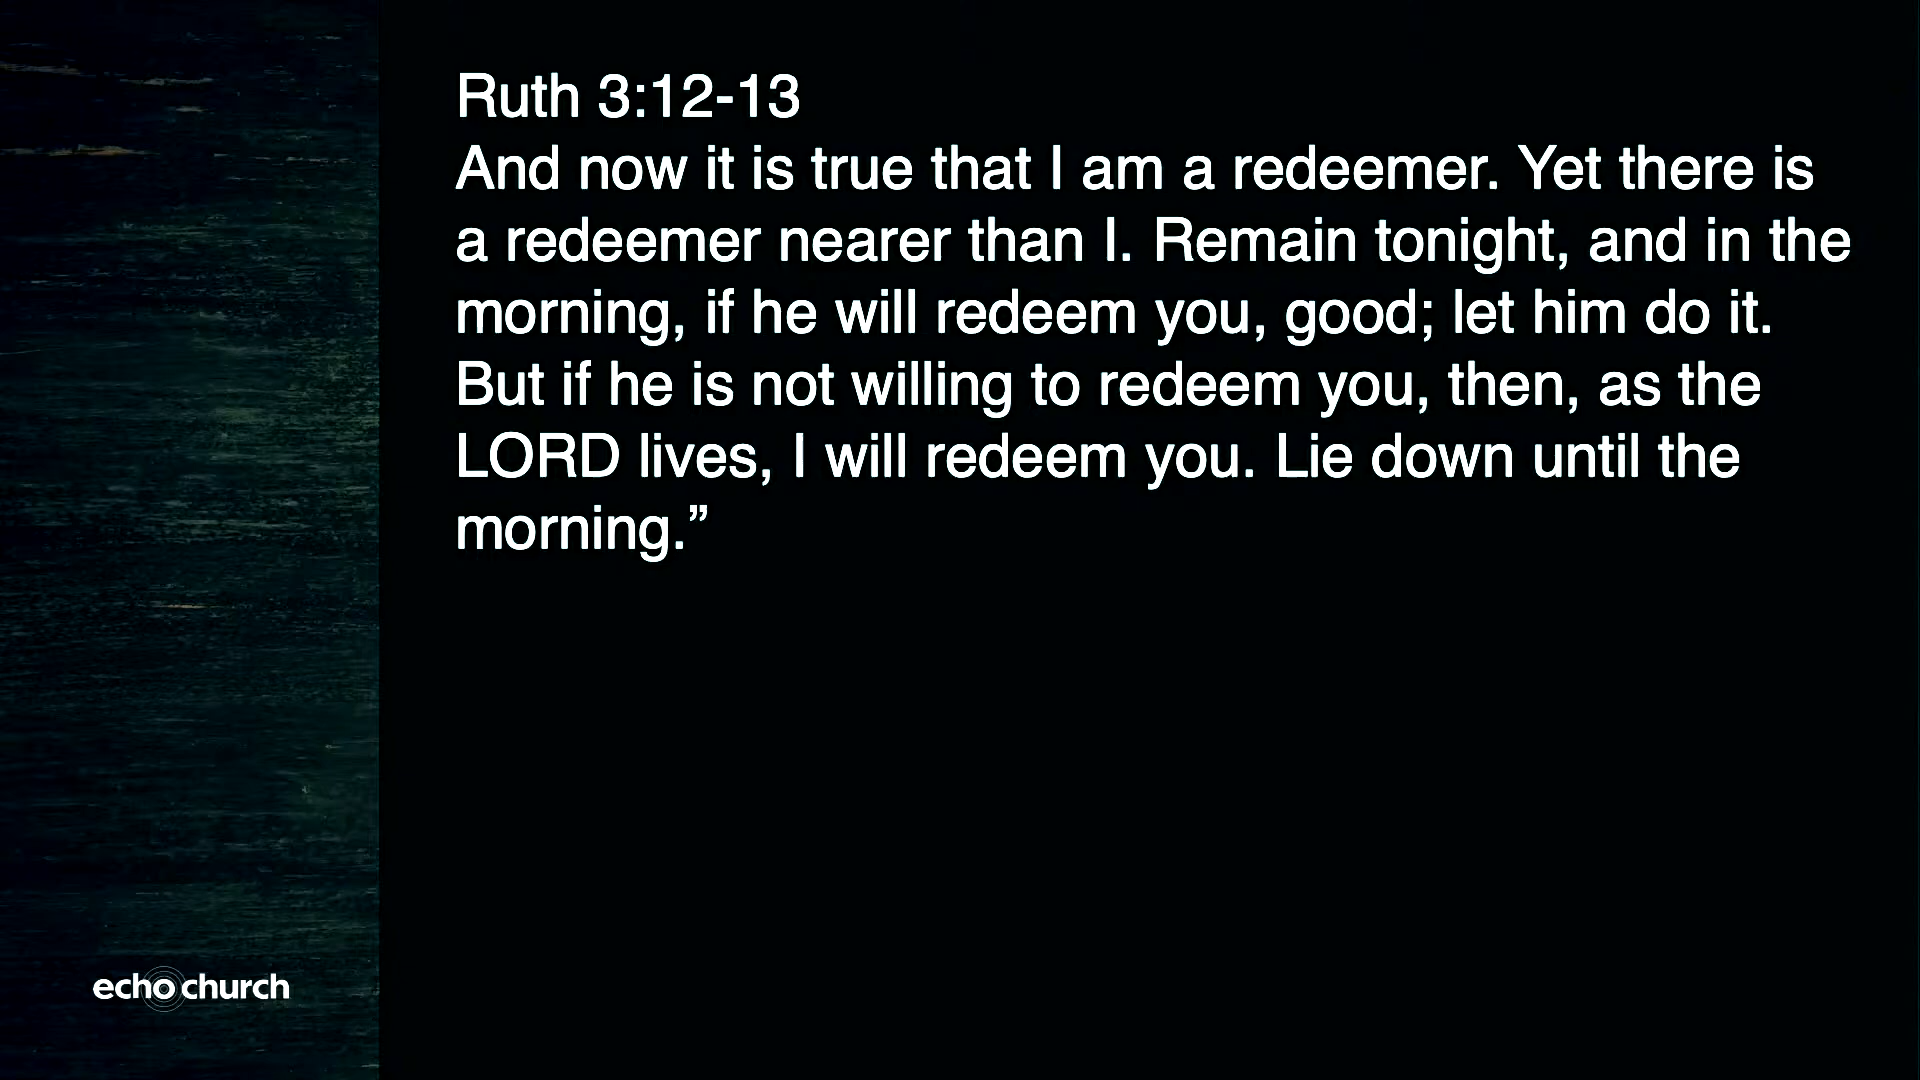 Ruth 3:12-13
And now it is true that I am a redeemer. Yet there is
a redeemer nearer than I. Remain tonight, and in the
morning, if he will redeem you, good; let him do it.
But if he is not willing to redeem you, then, as the
LORD lives, I will redeem you. Lie down until the
morning.”
echo church